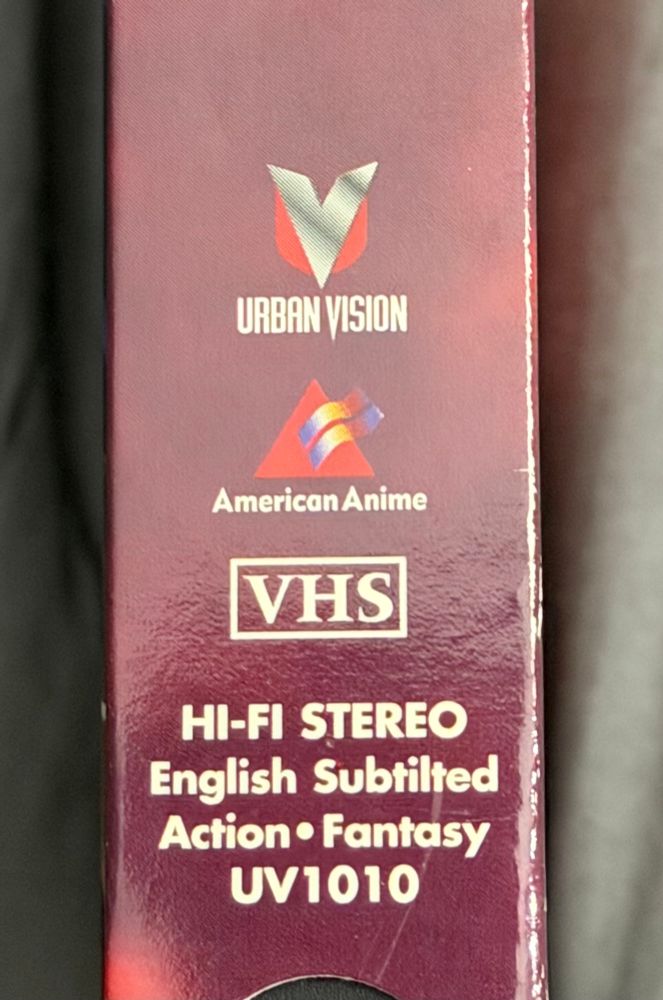 URBAN VISION
American Anime
VHS
HI-FI STEREO
English Subtilted
Action • Fantasy
UV1010